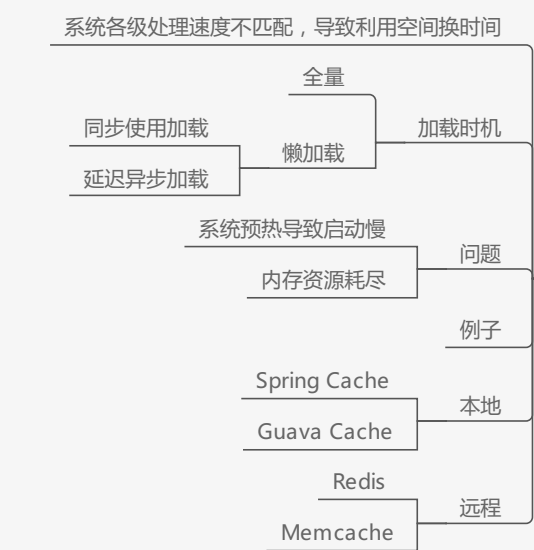 系统各级处理速度不匹配，导致利用空间换时间
全量
同步使用加载
懒加载
加载时机
延迟异步加载
系统预热导致启动慢
问题
内存资源耗尽
例子
Spring Cache
本地
Guava Cache
Redis
远程
Memcache